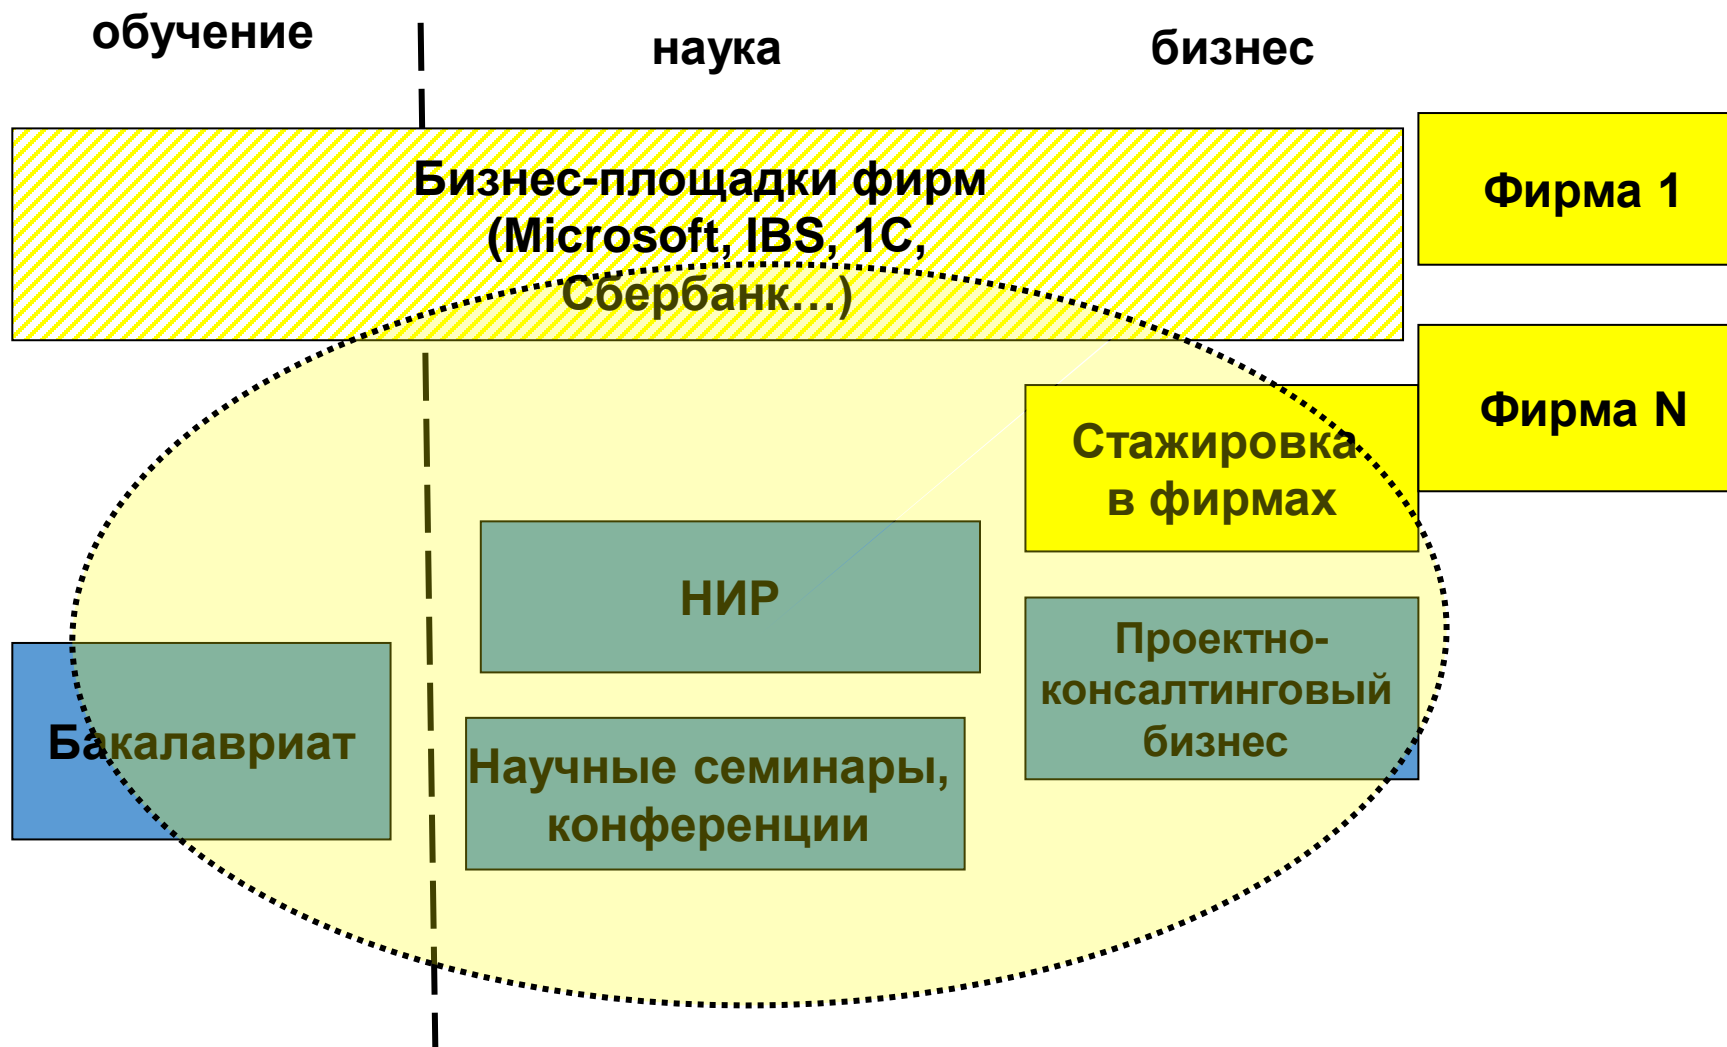 обучение
наука
бизнес
Бизнес-площадки фирм
(Microsoft, IBS, 1С,
Сбербанк…)
Фирма 1
Фирма N
Стажировка
в фирмах
НИР
Проектно-
консалтинговый
бизнес
Бакалавриат
Научные семинары,
конференции